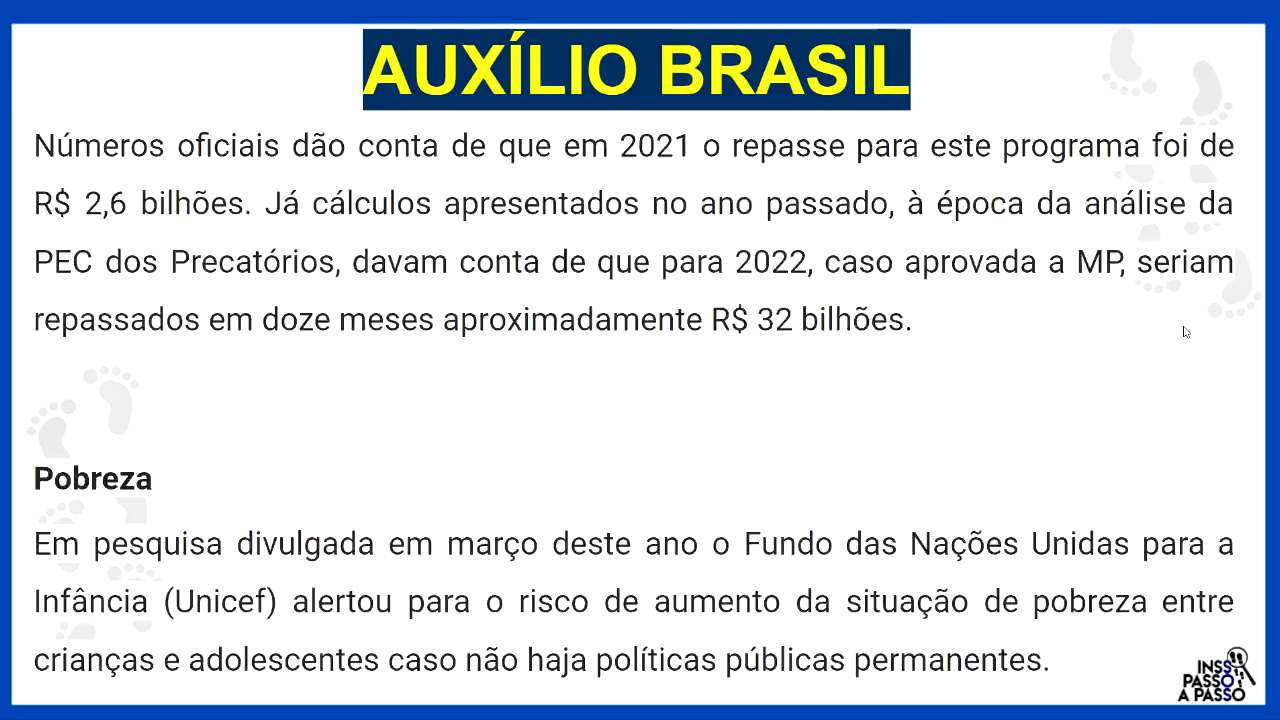 AUXÍLIO BRASIL
Números oficiais dão conta de que em 2021 o repasse para este programa foi de
R$ 2,6 bilhões. Já cálculos apresentados no ano passado, à época da análise da
PEC dos Precatórios, davam conta de que para 2022, caso aprovada a MP, seriam
repassados em doze meses aproximadamente R$ 32 bilhões.
Pobreza
Em pesquisa divulgada em março deste ano o Fundo das Nações Unidas para a
Infância (Unicef) alertou para o risco de aumento da situação de pobreza entre
crianças e adolescentes caso não haja políticas públicas permanentes.
INSS
PASSO
A PASSO